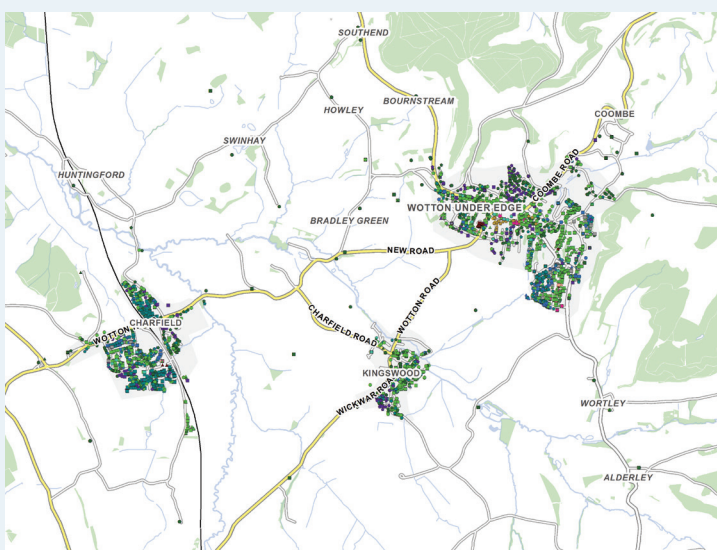 SOUTHEND
BOURNSTREAM
HOWLEY
COOMBE
SWINHAY
HUNTINGFORD
COOMBE ROAD
WOTTON UNDER EDGE
BRADLEY GREEN
NEW ROAD
WOTTON ROAD
CHARFIELD ROAD
WOTTON
CHARFIELD
KINGSWOOD
WICKWAR ROAD
WORTLEY
ALDERLEY